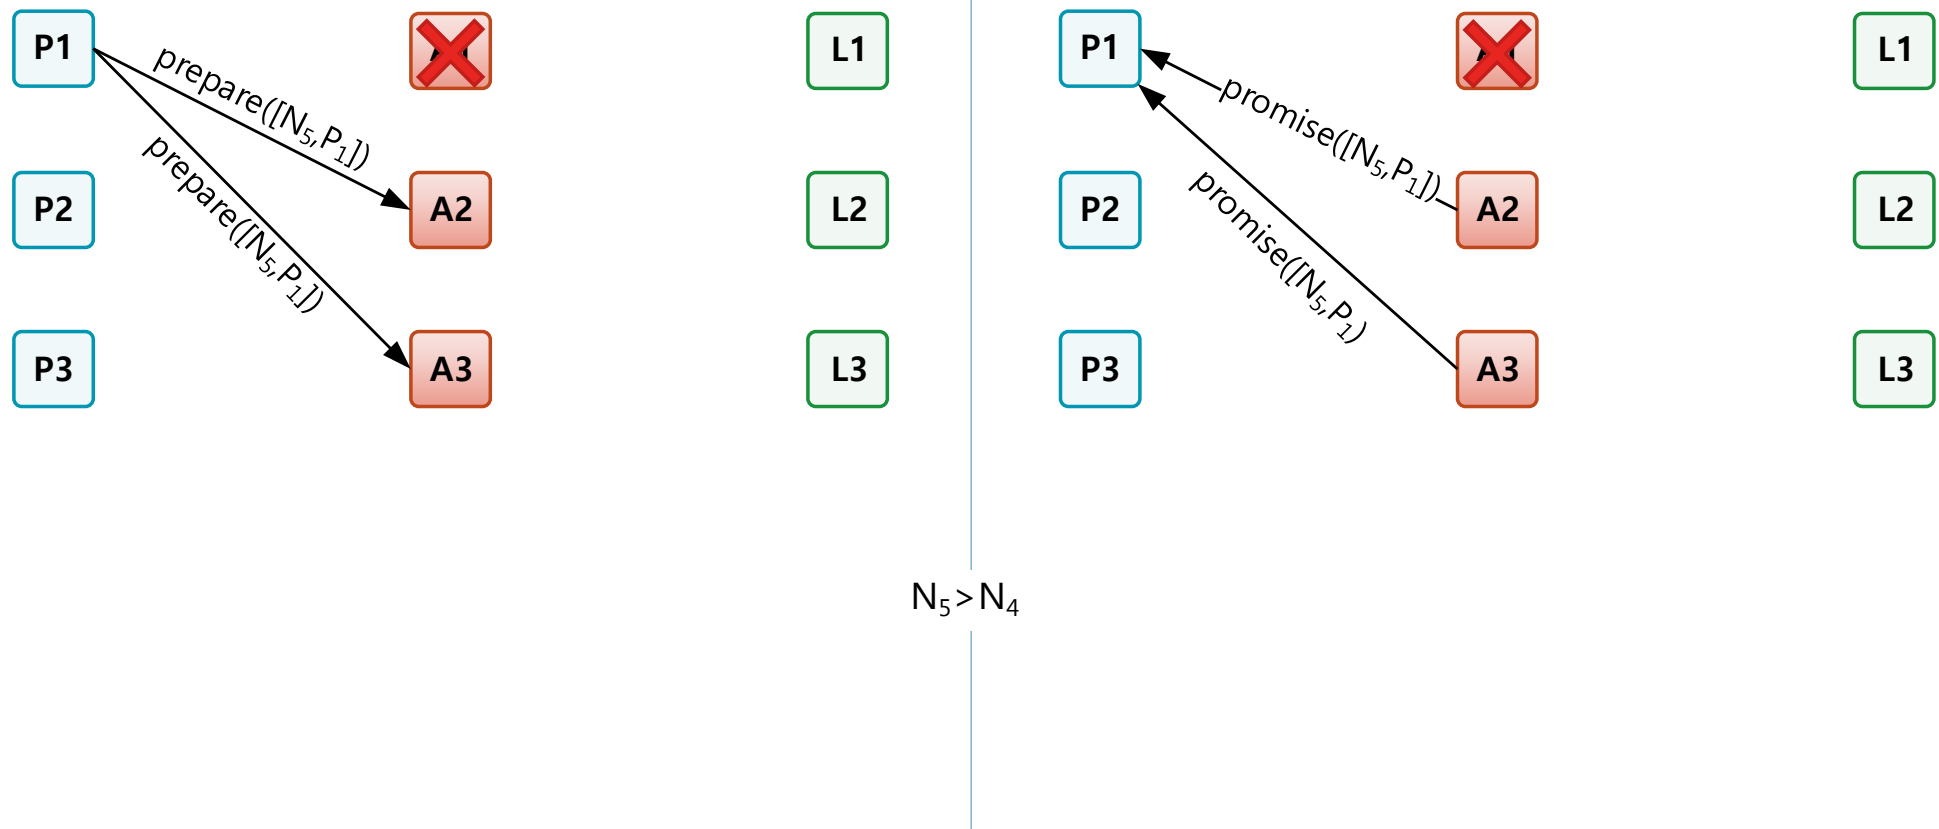 P1
prepare([N5,P1])
prepare([N5,P1])
L1
P2
A2
L2
P3
A3
L3
P1
promise([N5,P1])
promise([N5,P1)
L1
P2
A2
L2
P3
A3
L3
N5>N4